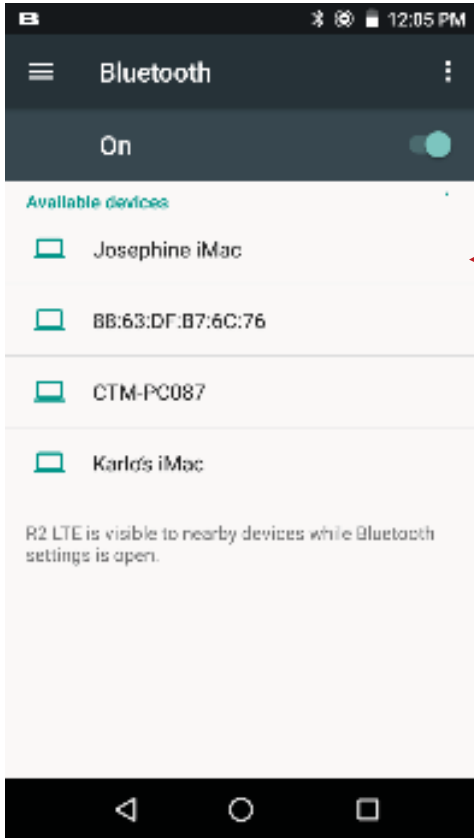 12:05 PM
Bluetooth
On
Available devices
Josephine iMac
88:63:DF:B7:6C:76
CTM-PC087
Karlo's iMac
R2 LTE is visible to nearby devices while Bluetooth
settings is open.